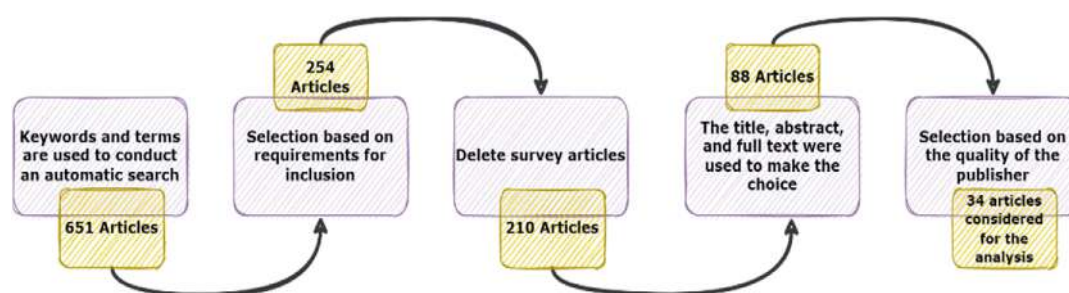 Keywords and terms
are used to conduct
an automatic search
651 Articles
254
Articles
Selection based on
requirements for
inclusion
Delete survey articles
210 Articles
88 Articles
The title, abstract,
and full text were
used to make the
choice
Selection based on
the quality of the
publisher
34 articles
considered
for the
analysis